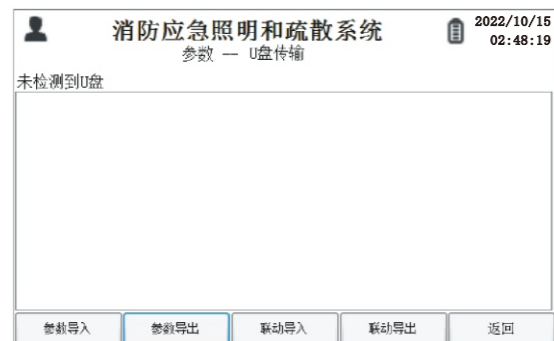 消防应急照明和疏散系统
2022/10/15
02:48:19
参数 -- U盘传输
未检测到U盘
参数导入 参数导出 联动导入 联动导出 返回